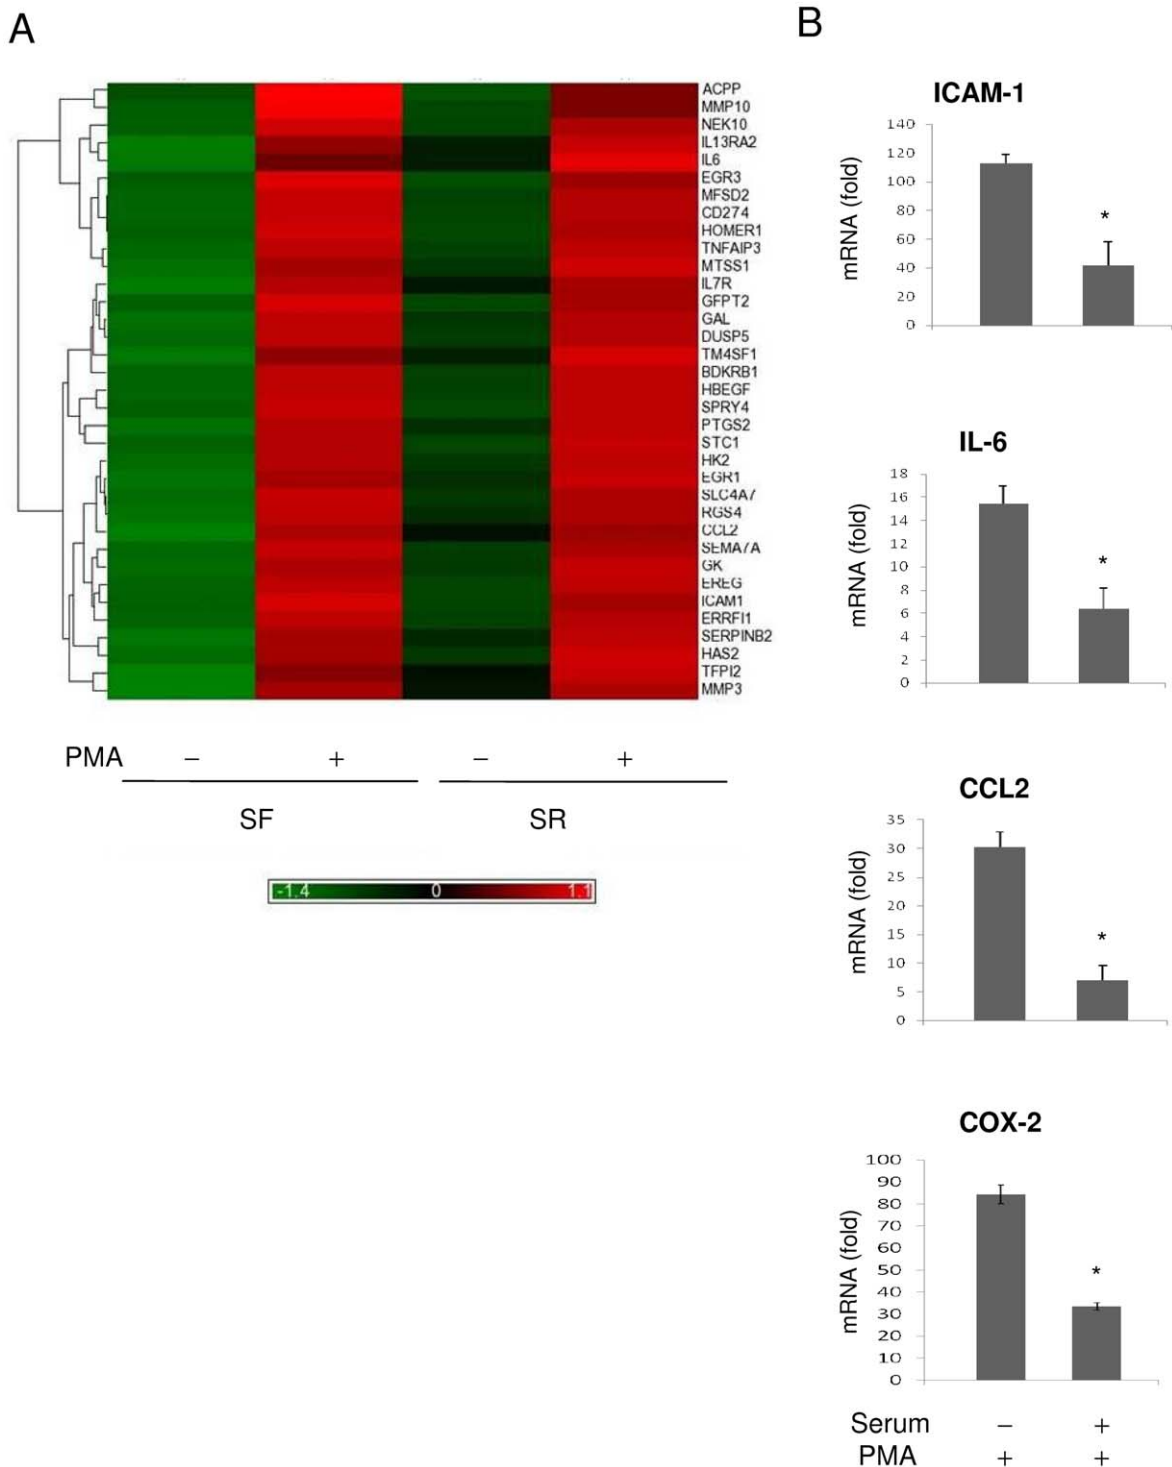 A
ACPP
MMP10
NEK10
IL13RA2
IL6
EGR3
MFSD2
CD274
HOMER1
TNFAIP3
MTSS1
IL7R
GFPT2
GAL
DUSP5
TM4SF1
BDKRB1
HBEGF
SPRY4
PTGS2
STC1
HK2
EGR1
SLC4A7
RGS4
CCL2
SEMA7A
GK
EREG
ICAM1
ERRFI1
SERPINB2
HAS2
TFPI2
MMP3
PMA − + − +
SF SR
-1.4 0 1.1
B
ICAM-1
mRNA (fold)
140
120
100
80
60
40
20
0
*
IL-6
mRNA (fold)
18
16
14
12
10
8
6
4
2
0
*
CCL2
mRNA (fold)
35
30
25
20
15
10
5
0
*
COX-2
mRNA (fold)
100
90
80
70
60
50
40
30
20
10
0
*
Serum − +
PMA + +